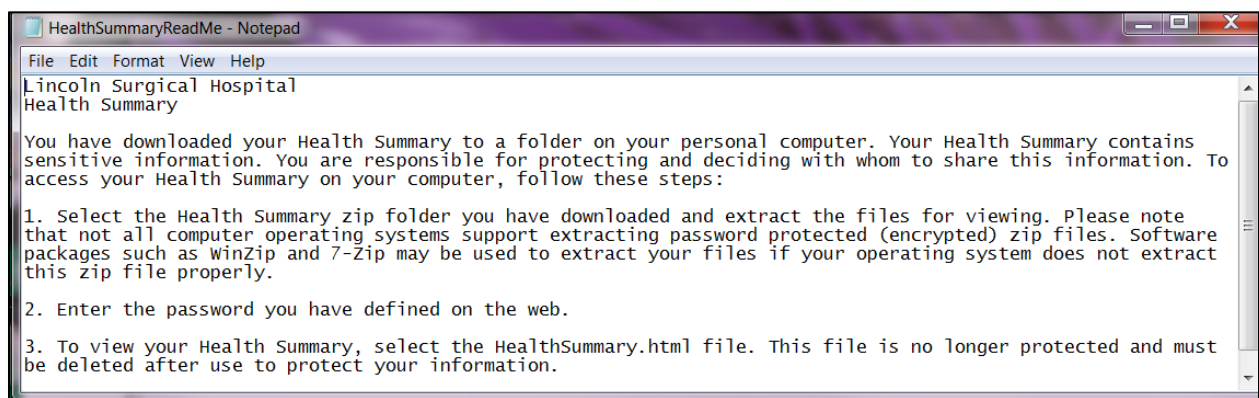 HealthSummaryReadMe - Notepad
File Edit Format View Help
Lincoln Surgical Hospital
Health Summary
You have downloaded your Health Summary to a folder on your personal computer. Your Health Summary contains
sensitive information. You are responsible for protecting and deciding with whom to share this information. To
access your Health Summary on your computer, follow these steps:
1. Select the Health Summary zip folder you have downloaded and extract the files for viewing. Please note
that not all computer operating systems support extracting password protected (encrypted) zip files. Software
packages such as WinZip and 7-Zip may be used to extract your files if your operating system does not extract
this zip file properly.
2. Enter the password you have defined on the web.
3. To view your Health Summary, select the HealthSummary.html file. This file is no longer protected and must
be deleted after use to protect your information.